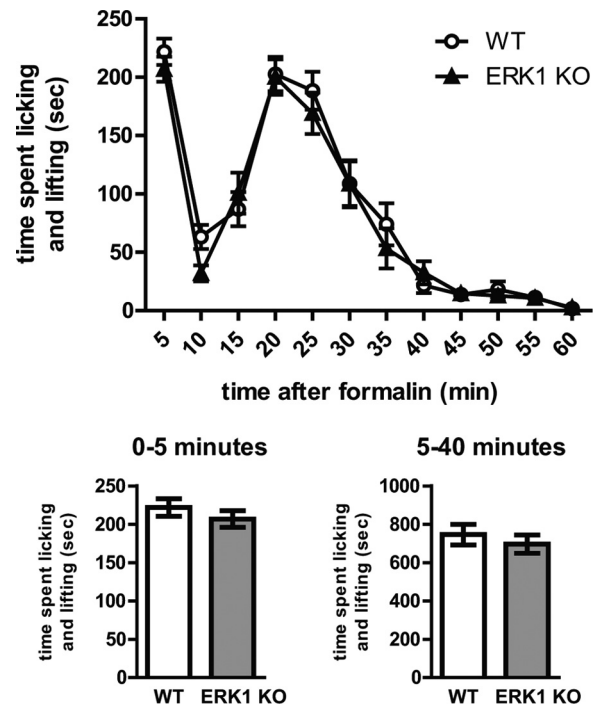 250
200
150
100
50
0
time spent licking
and lifting (sec)
WT
ERK1 KO
5 10 15 20 25 30 35 40 45 50 55 60
time after formalin (min)
0-5 minutes
250
200
150
100
50
0
time spent licking
and lifting (sec)
WT ERK1 KO
5-40 minutes
1000
800
600
400
200
0
time spent licking
and lifting (sec)
WT ERK1 KO